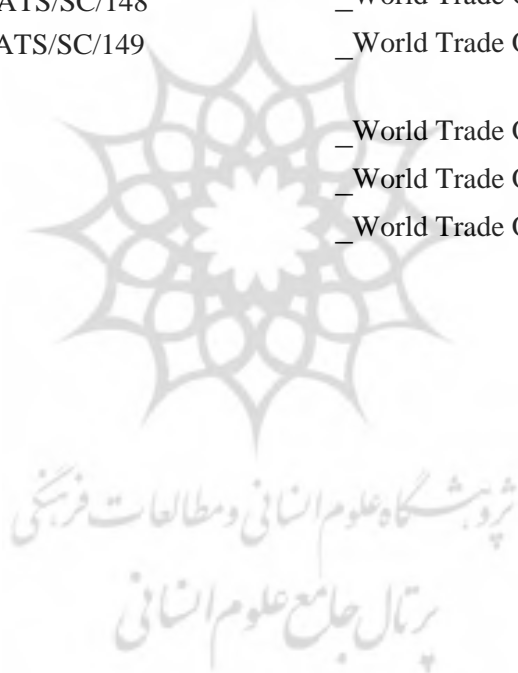 ATS/SC/148 _World Trade
ATS/SC/149 _World Trade
_World Trade
_World Trade
_World Trade
پژوهشگاه علوم انسانی و مطالعات فرهنگی
پرتال جامع علوم انسانی